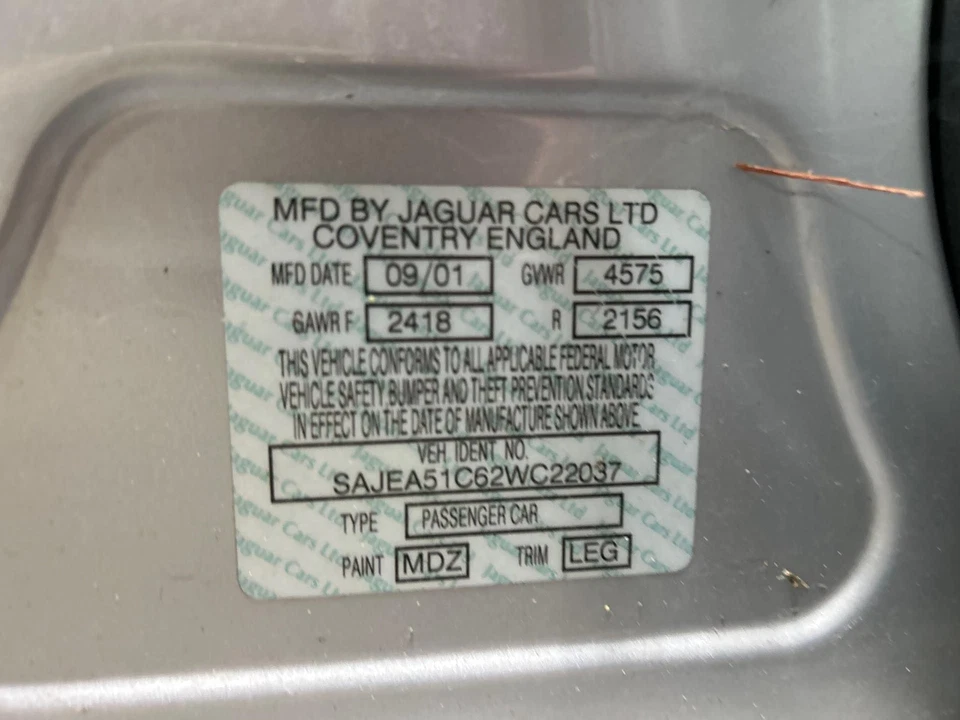 MFD BY JAGUAR CARS LTD
COVENTRY ENGLAND
MFD DATE 09/01 GVWR 4575
GAWR F 2418 R 2156
THIS VEHICLE CONFORMS TO ALL APPLICABLE FEDERAL MOTOR
VEHICLE SAFETY BUMPER AND THEFT PREVENTION STANDARDS
IN EFFECT ON THE DATE OF MANUFACTURE SHOWN ABOVE
VEH. IDENT NO.
SAJEA51C62WC22037
TYPE PASSENGER CAR
PAINT MDZ TRIM LEG